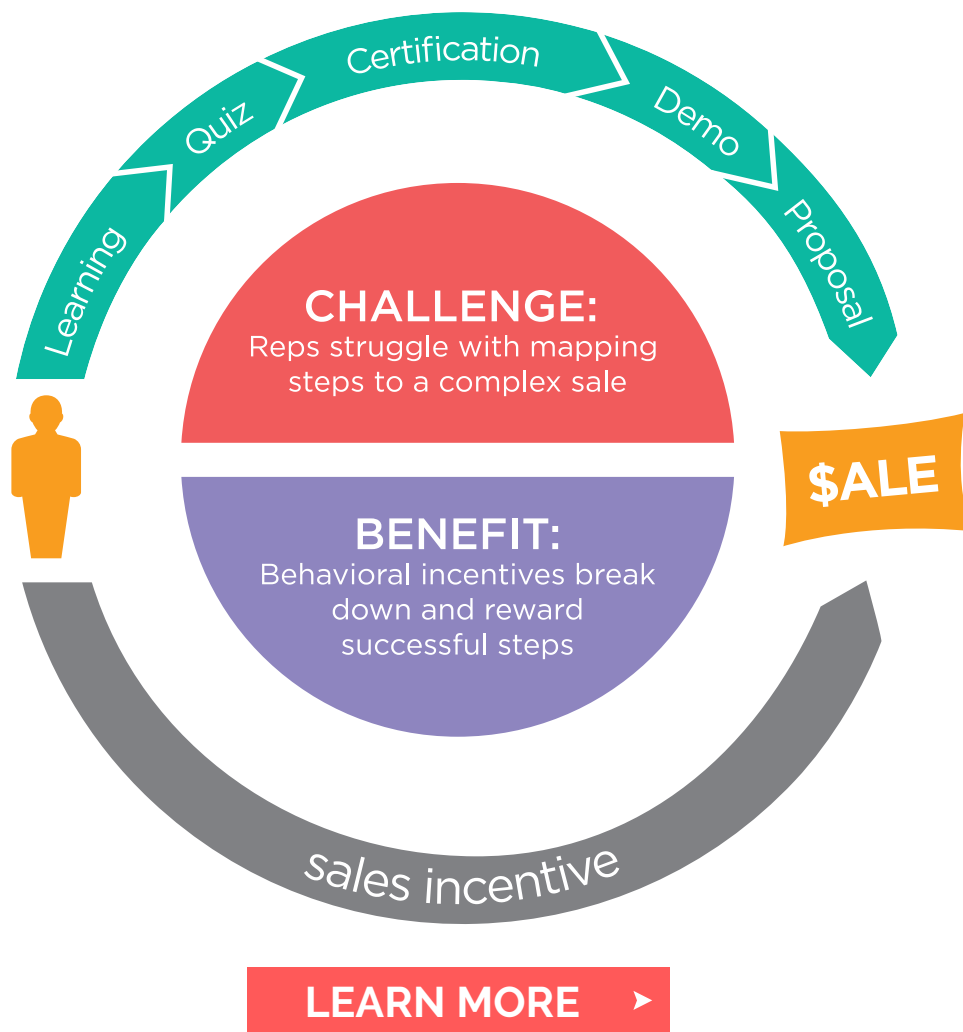 Learning
Quiz
Certification
Demo
Proposal
CHALLENGE:
Reps struggle with mapping
steps to a complex sale
$ALE
BENEFIT:
Behavioral incentives break
down and reward
successful steps
sales incentive
LEARN MORE